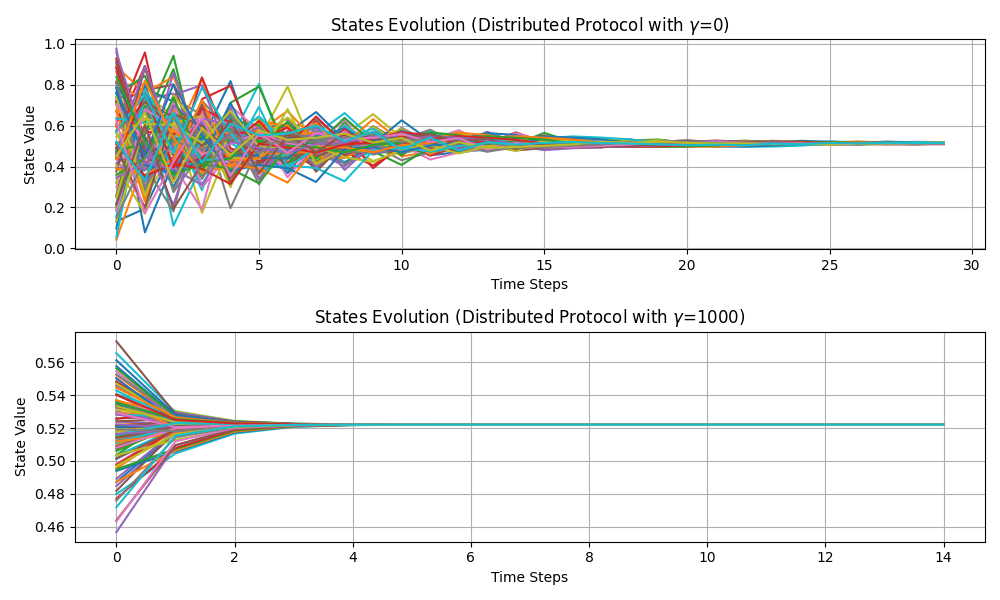 States Evolution (Distributed Protocol with γ=0)
1.0
0.8
0.6
0.4
0.2
0.0
State Value
0 5 10 15 20 25 30
Time Steps
States Evolution (Distributed Protocol with γ=1000)
0.56
0.54
0.52
0.50
0.48
0.46
State Value
0 2 4 6 8 10 12 14
Time Steps